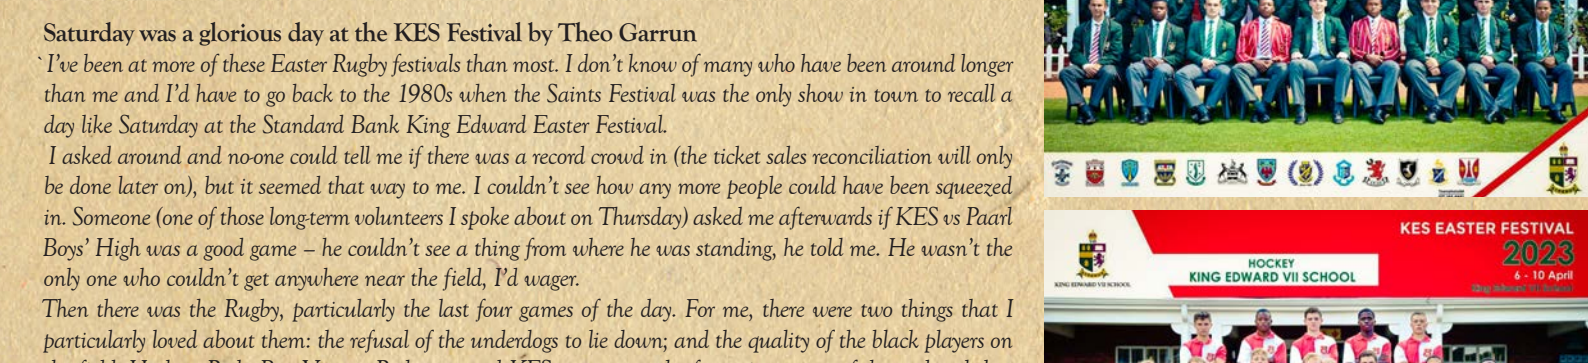 Saturday was a glorious day at the KES Festival by Theo Garrun
`I've been at more of these Easter Rugby festivals than most. I don't know of many who have been around longer
than me and I'd have to go back to the 1980s when the Saints Festival was the only show in town to recall a
day like Saturday at the Standard Bank King Edward Easter Festival.
I asked around and no-one could tell me if there was a record crowd in (the ticket sales reconciliation will only
be done later on), but it seemed that way to me. I couldn't see how any more people could have been squeezed
in. Someone (one of those long-term volunteers I spoke about on Thursday) asked me afterwards if KES vs Paarl
Boys' High was a good game – he couldn't see a thing from where he was standing, he told me. He wasn't the
only one who couldn't get anywhere near the field, I'd wager.
Then there was the Rugby, particularly the last four games of the day. For me, there were two things that I
particularly loved about them: the refusal of the underdogs to lie down; and the quality of the black players on
KES EASTER FESTIVAL
2023
6 - 10 April
King Edward VII School
HOCKEY
KING EDWARD VII SCHOOL
KING EDWARD VII SCHOOL